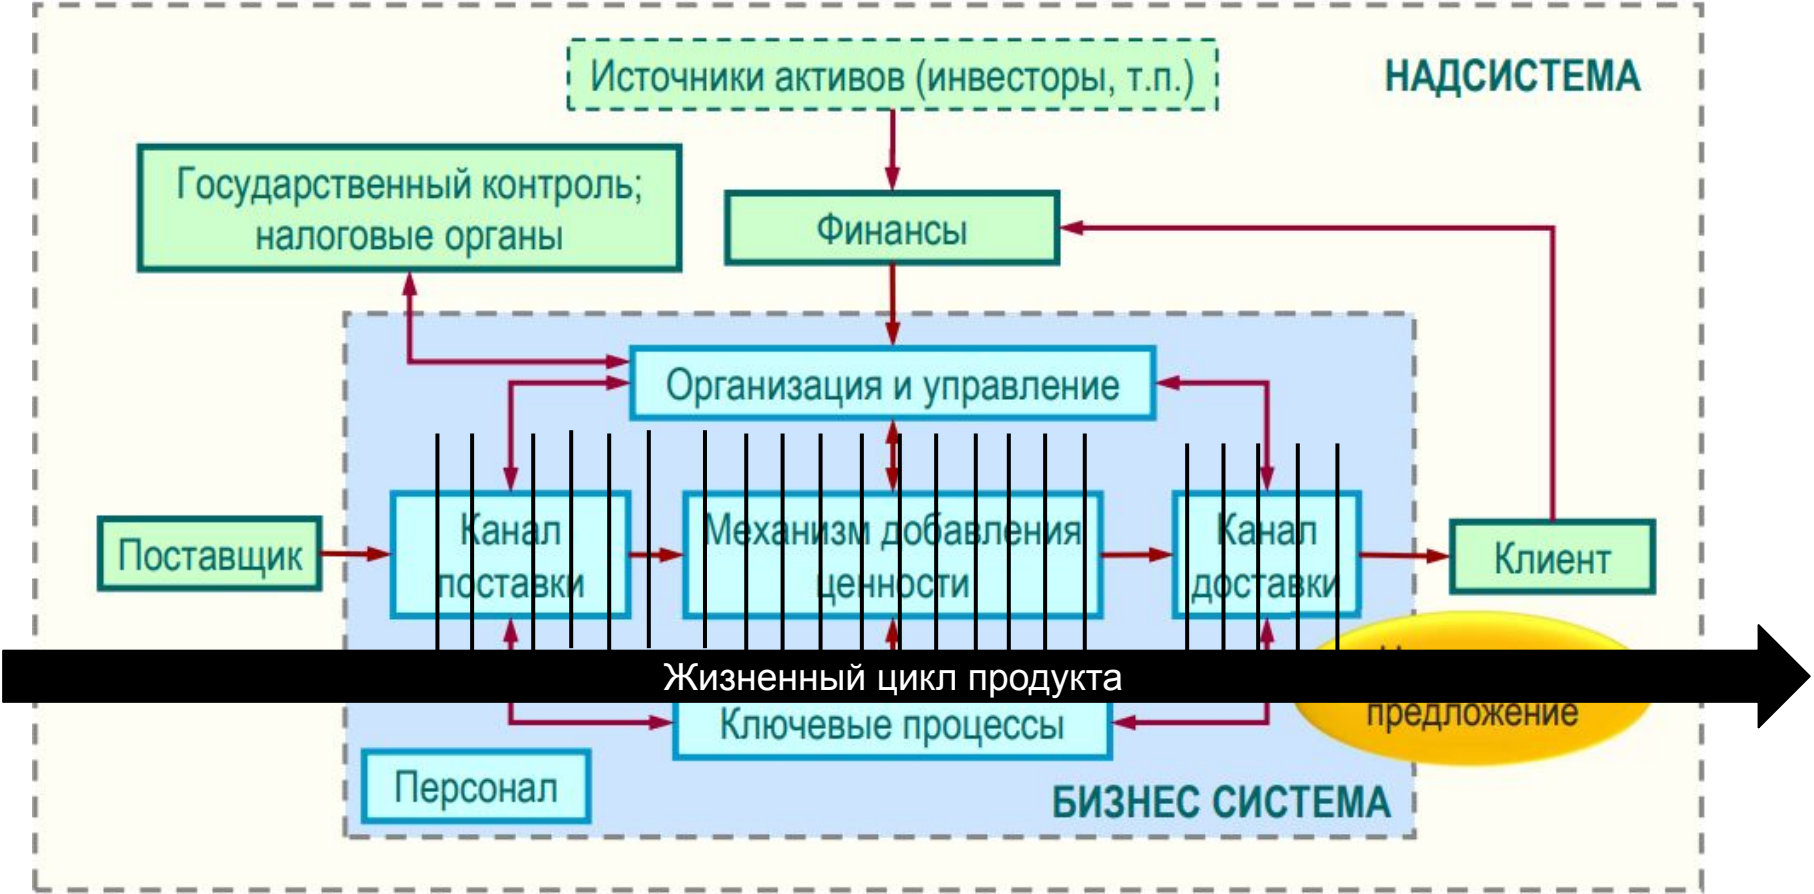 Источники активов (инвесторы, т.п.)
НАДСИСТЕМА
Государственный контроль;
налоговые органы
Финансы
Организация и управление
Поставщик
Канал
поставки
Механизм добавления
ценности
Канал
доставки
Клиент
Жизненный цикл продукта
предложение
Ключевые процессы
Персонал
БИЗНЕС СИСТЕМА